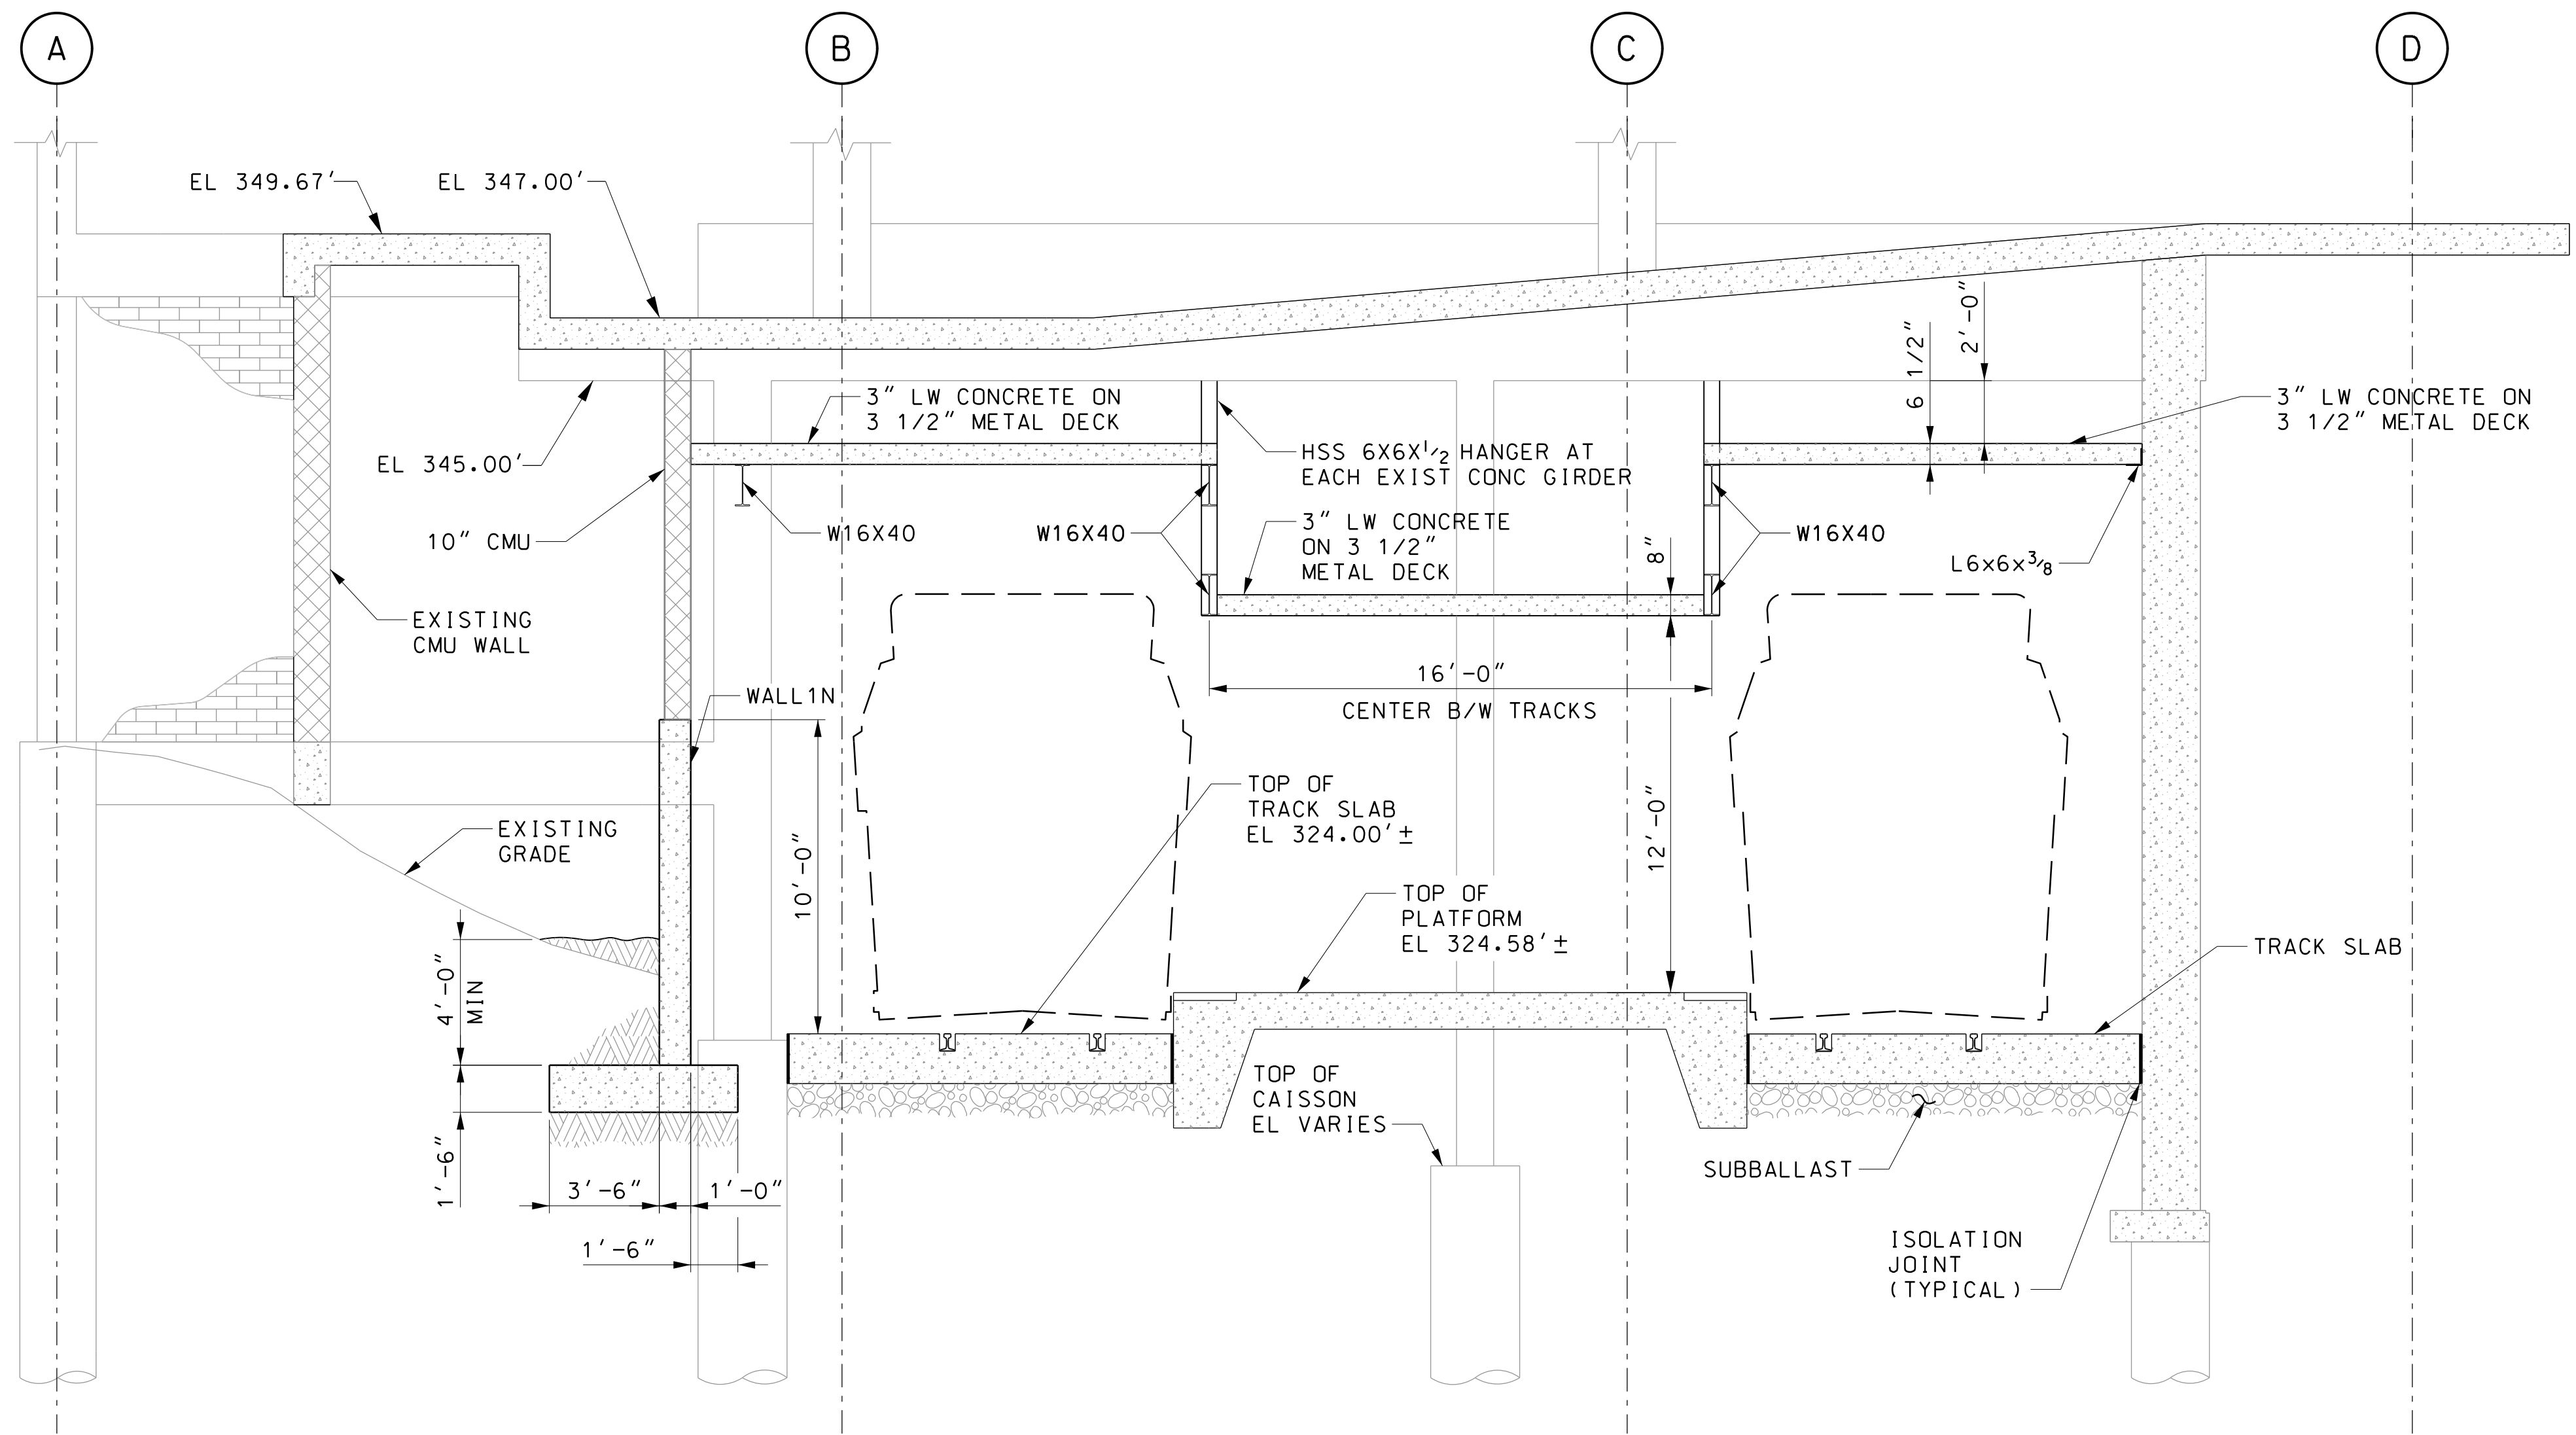 A
B
C
D
EL 349.67'
EL 347.00'
3" LW CONCRETE ON
3 1/2" METAL DECK
6 1/2"
2'-0"
3" LW CONCRETE ON
3 1/2" METAL DECK
EL 345.00'
HSS 6X6X1/2 HANGER AT
EACH EXIST CONC GIRDER
10" CMU
W16X40
W16X40
3" LW CONCRETE
ON 3 1/2"
METAL DECK
8"
W16X40
L6x6x3/8
EXISTING
CMU WALL
16'-0"
CENTER B/W TRACKS
WALL1N
TOP OF
TRACK SLAB
EL 324.00'±
EXISTING
GRADE
10'-0"
12'-0"
TOP OF
PLATFORM
EL 324.58'±
TRACK SLAB
4'-0"
MIN
TOP OF
CAISSON
EL VARIES
1'-6"
3'-6"
1'-0"
SUBBALLAST
1'-6"
ISOLATION
JOINT
(TYPICAL)